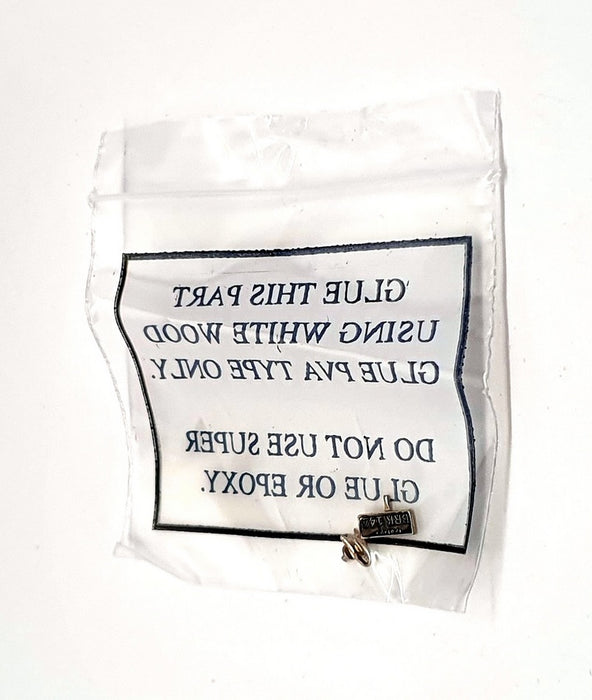 GLUE THIS PART
USING WHITE WOOD
GLUE PVA TYPE ONLY.
DO NOT USE SUPER
GLUE OR EPOXY.